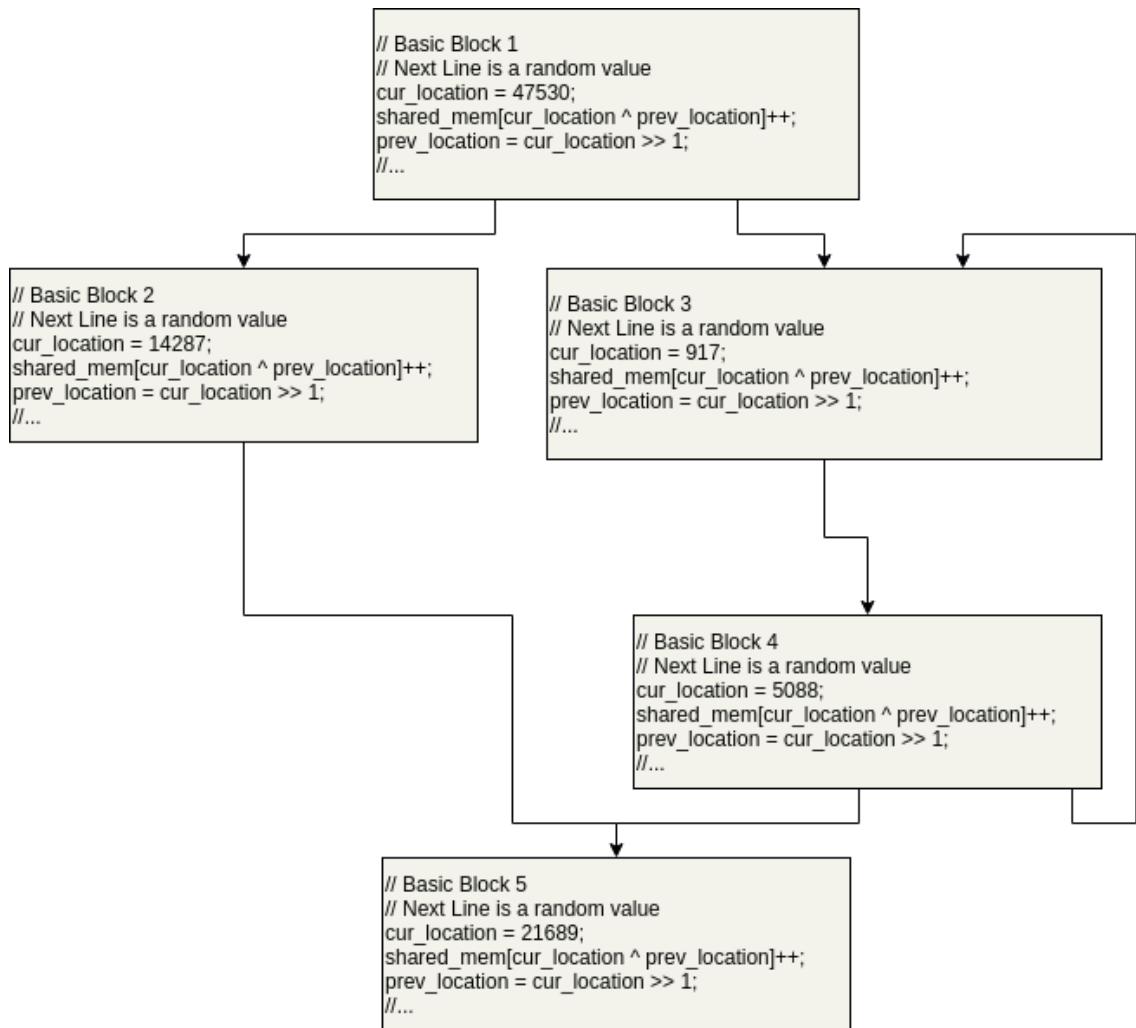 // Basic Block 1
// Next Line is a random value
cur_location = 47530;
shared_mem[cur_location ^ prev_location]++;
prev_location = cur_location >> 1;
//...
// Basic Block 2
// Next Line is a random value
cur_location = 14287;
shared_mem[cur_location ^ prev_location]++;
prev_location = cur_location >> 1;
//...
// Basic Block 3
// Next Line is a random value
cur_location = 917;
shared_mem[cur_location ^ prev_location]++;
prev_location = cur_location >> 1;
//...
// Basic Block 4
// Next Line is a random value
cur_location = 5088;
shared_mem[cur_location ^ prev_location]++;
prev_location = cur_location >> 1;
//...
// Basic Block 5
// Next Line is a random value
cur_location = 21689;
shared_mem[cur_location ^ prev_location]++;
prev_location = cur_location >> 1;
//...